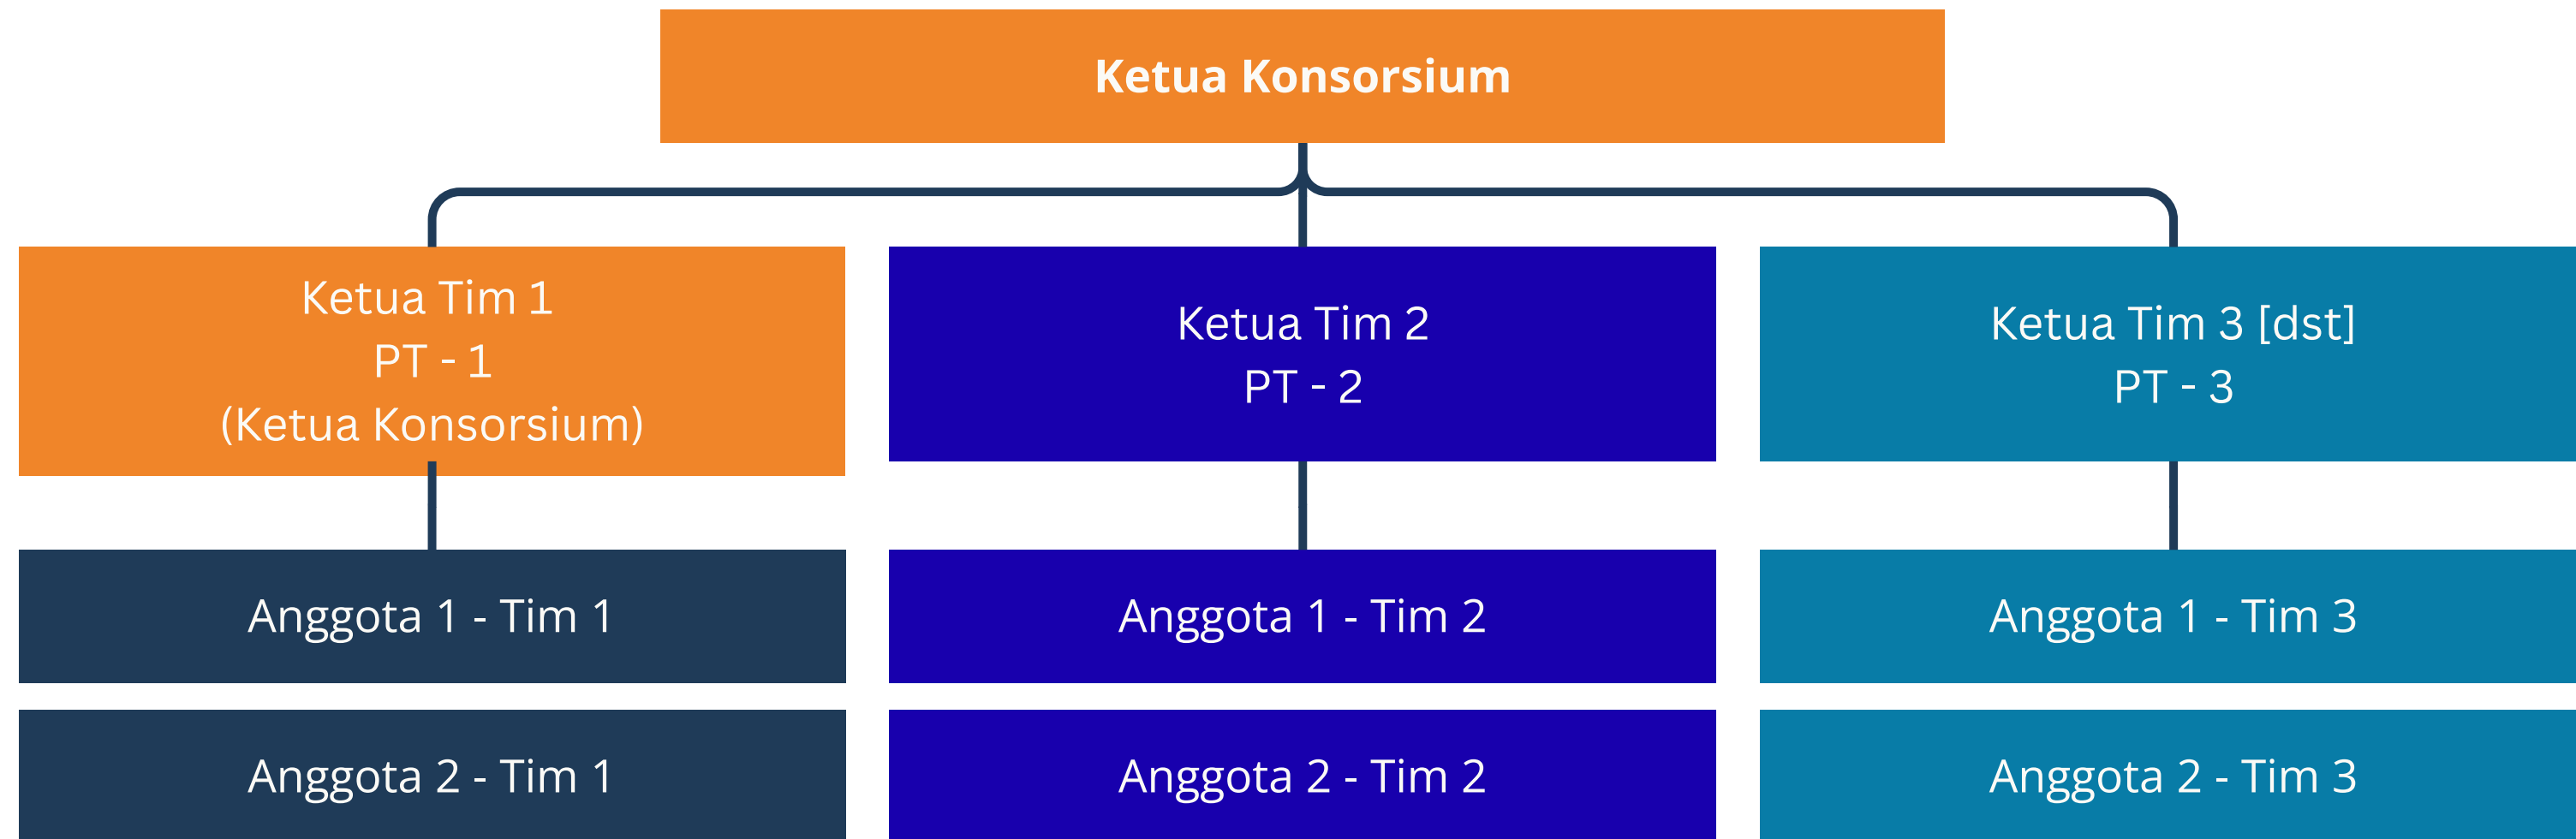 Ketua Konsorsium
Ketua Tim 1
PT - 1
(Ketua Konsorsium)
Ketua Tim 2
PT - 2
Ketua Tim 3 [dst]
PT - 3
Anggota 1 - Tim 1
Anggota 1 - Tim 2
Anggota 1 - Tim 3
Anggota 2 - Tim 1
Anggota 2 - Tim 2
Anggota 2 - Tim 3